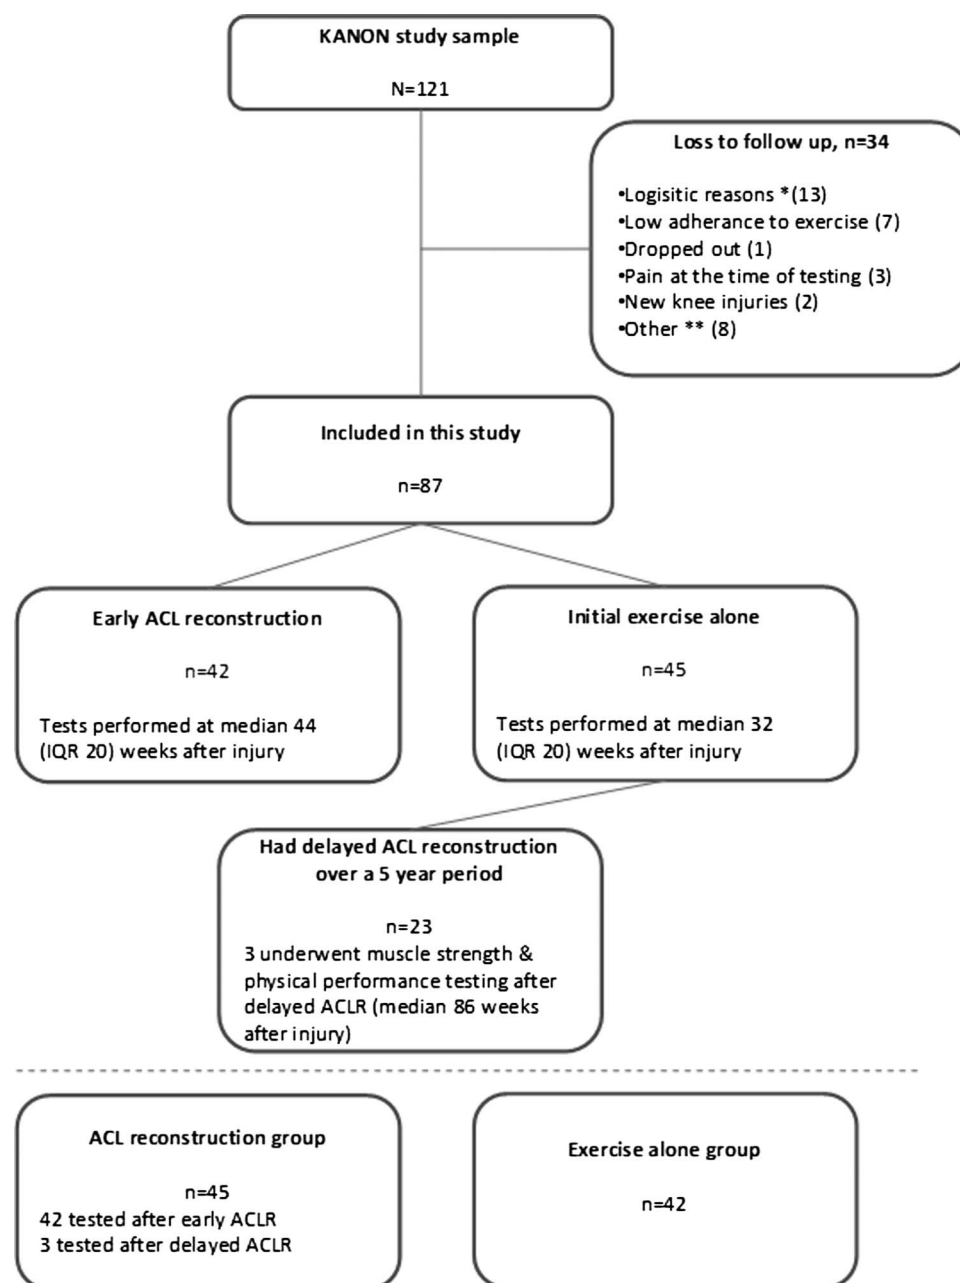 KANON study sample
N=121
Loss to follow up, n=34
•Logisitic reasons *(13)
•Low adherance to exercise (7)
•Dropped out (1)
•Pain at the time of testing (3)
•New knee injuries (2)
•Other ** (8)
Included in this study
n=87
Early ACL reconstruction
n=42
Tests performed at median 44
(IQR 20) weeks after injury
Initial exercise alone
n=45
Tests performed at median 32
(IQR 20) weeks after injury
Had delayed ACL reconstruction
over a 5 year period
n=23
3 underwent muscle strength &
physical performance testing after
delayed ACLR (median 86 weeks
after injury)
ACL reconstruction group
n=45
42 tested after early ACLR
3 tested after delayed ACLR
Exercise alone group
n=42